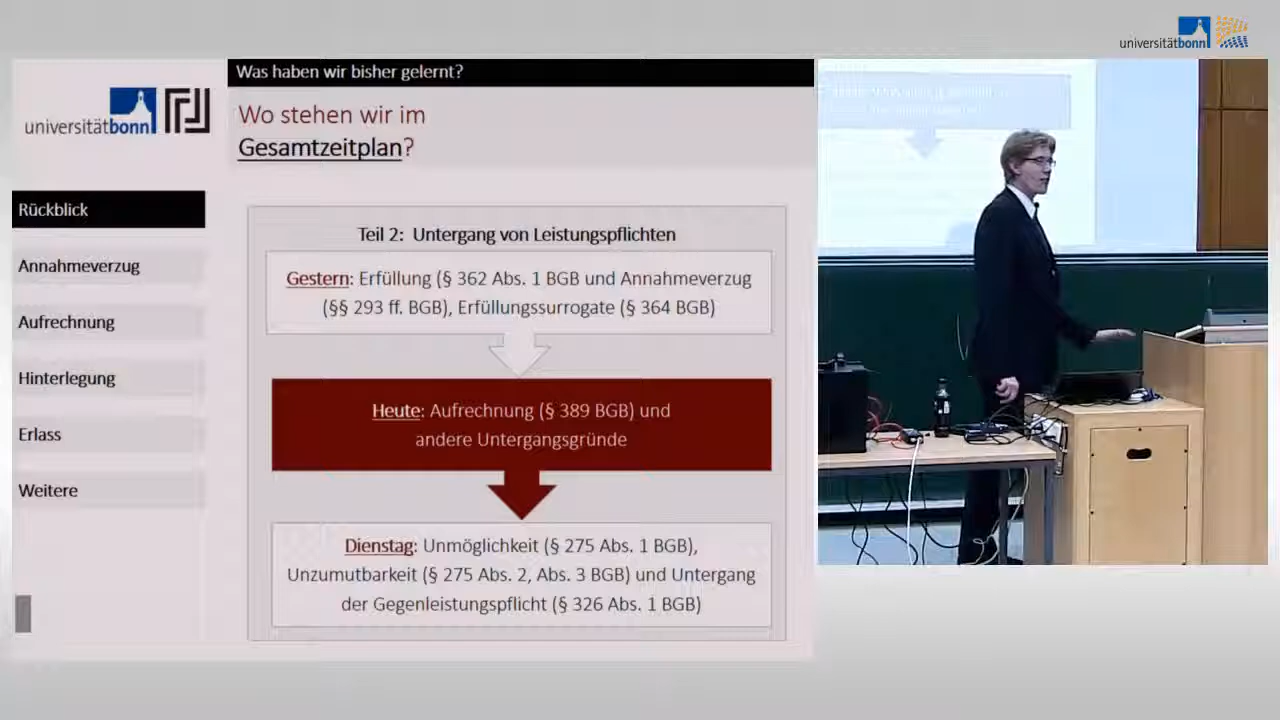 universitätbonn
Was haben wir bisher gelernt?
universitätbonn
Wo stehen wir im
Gesamtzeitplan?
Rückblick
Annahmeverzug
Aufrechnung
Hinterlegung
Erlass
Weitere
Teil 2: Untergang von Leistungspflichten
Gestern: Erfüllung (§ 362 Abs. 1 BGB und Annahmeverzug
(§§ 293 ff. BGB), Erfüllungssurrogate (§ 364 BGB)
Heute: Aufrechnung (§ 389 BGB) und
andere Untergangsgründe
Dienstag: Unmöglichkeit (§ 275 Abs. 1 BGB),
Unzumutbarkeit (§ 275 Abs. 2, Abs. 3 BGB) und Untergang
der Gegenleistungspflicht (§ 326 Abs. 1 BGB)